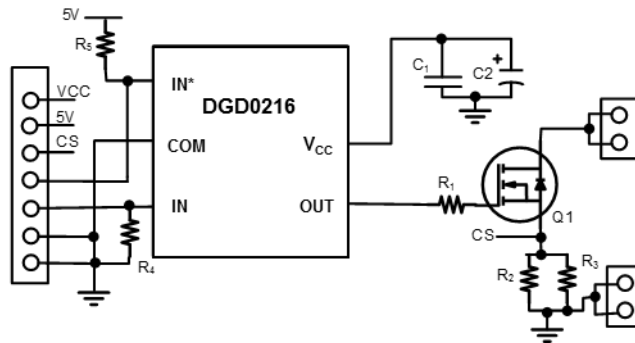 5V
R5
VCC
5V
CS
IN*
DGD0216
COM
VCC
IN
OUT
R4
C1
C2
+
R1
Q1
CS
R2
R3